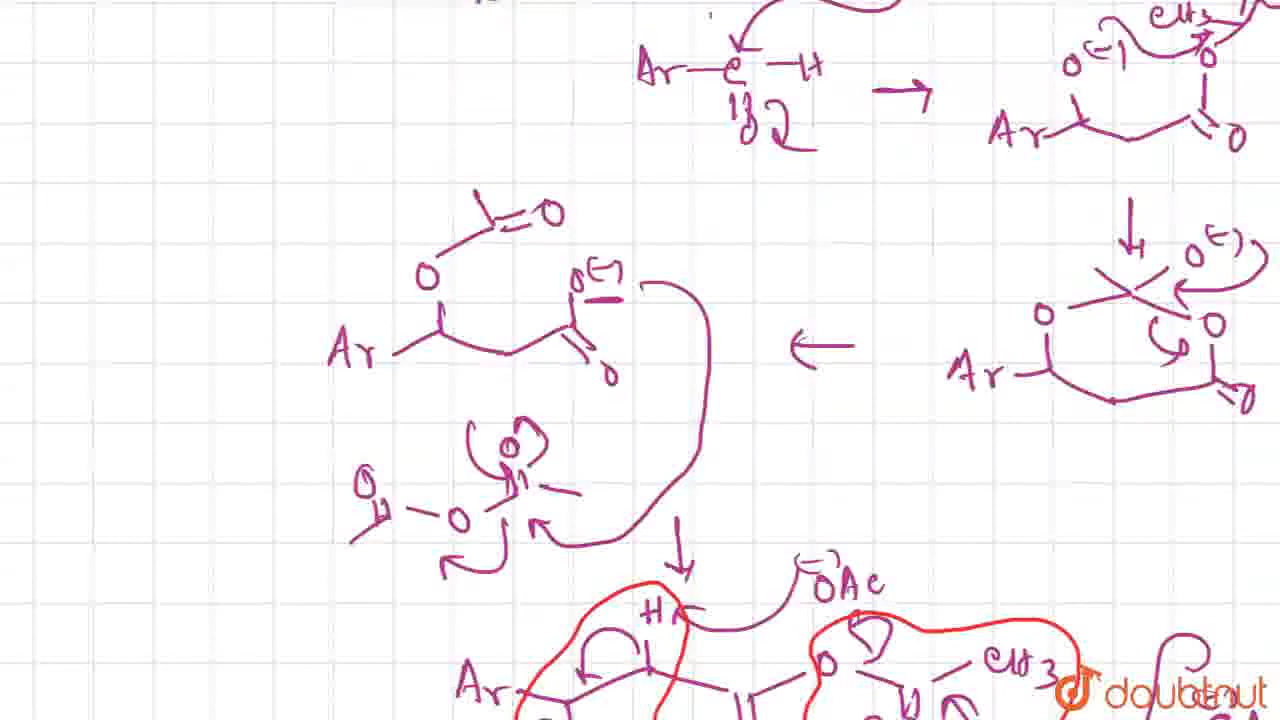 Ar–C–H → O(−) CH3 O
O Ar O
O
O O(−)
O O(−) O O
Ar O ← Ar O
O
O O
(−)OAc
H
Ar O CH3
doubtnut